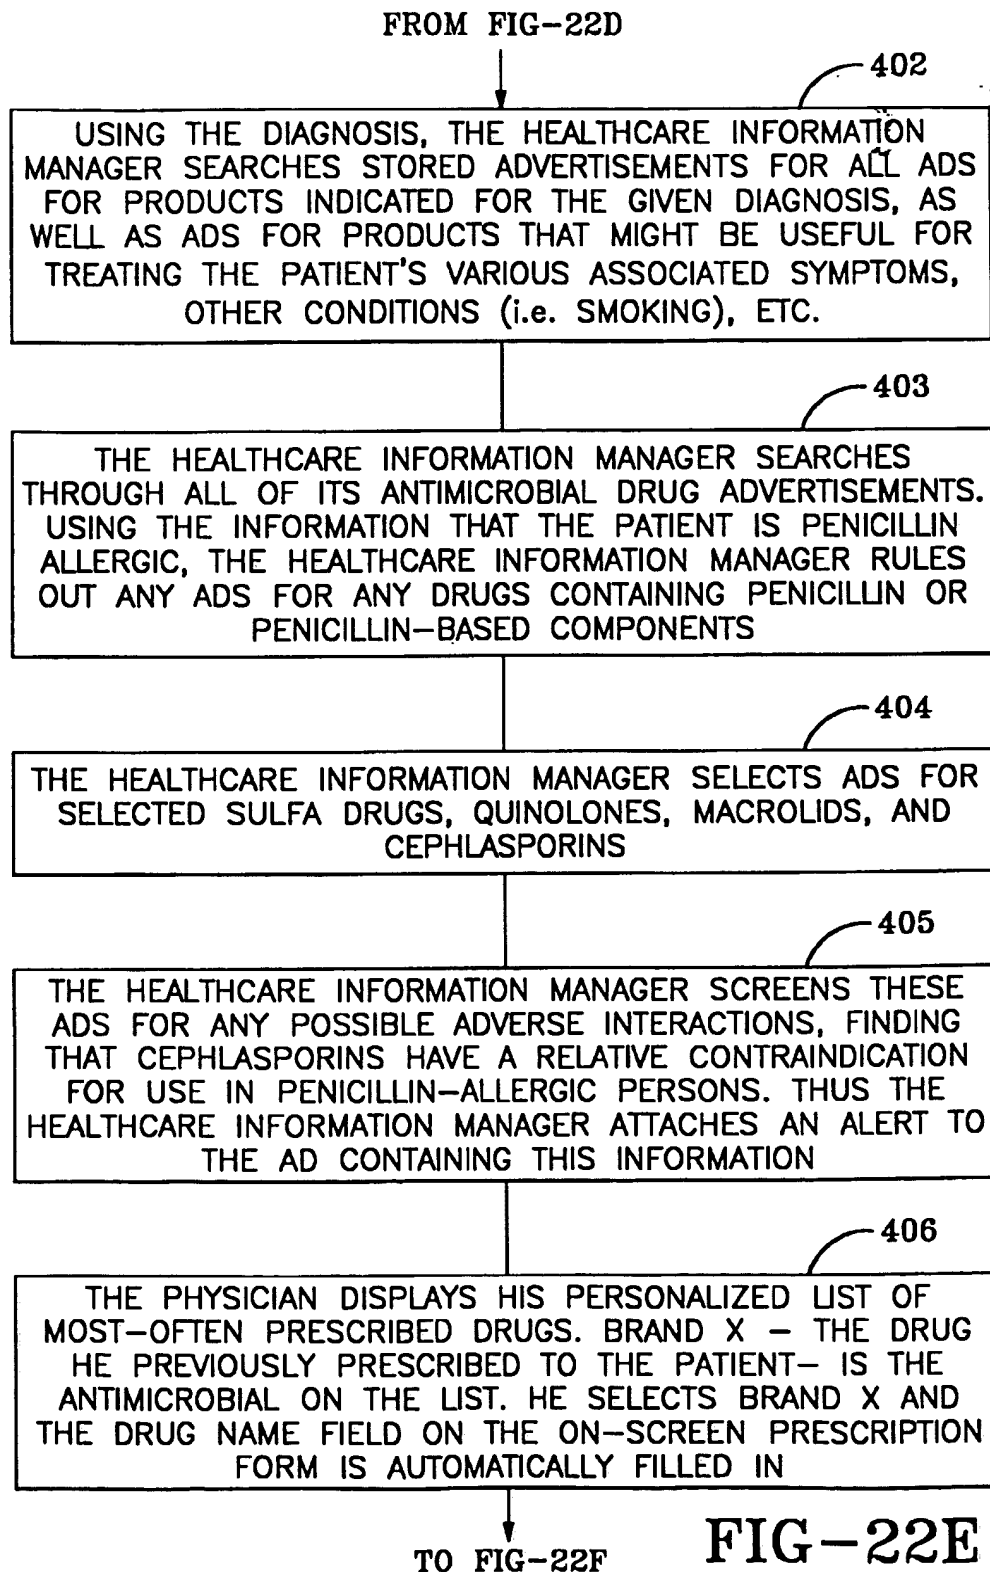 FROM FIG-22D
402
USING THE DIAGNOSIS, THE HEALTHCARE INFORMATION
MANAGER SEARCHES STORED ADVERTISEMENTS FOR ALL ADS
FOR PRODUCTS INDICATED FOR THE GIVEN DIAGNOSIS, AS
WELL AS ADS FOR PRODUCTS THAT MIGHT BE USEFUL FOR
TREATING THE PATIENT'S VARIOUS ASSOCIATED SYMPTOMS,
OTHER CONDITIONS (i.e. SMOKING), ETC.
403
THE HEALTHCARE INFORMATION MANAGER SEARCHES
THROUGH ALL OF ITS ANTIMICROBIAL DRUG ADVERTISEMENTS.
USING THE INFORMATION THAT THE PATIENT IS PENICILLIN
ALLERGIC, THE HEALTHCARE INFORMATION MANAGER RULES
OUT ANY ADS FOR ANY DRUGS CONTAINING PENICILLIN OR
PENICILLIN-BASED COMPONENTS
404
THE HEALTHCARE INFORMATION MANAGER SELECTS ADS FOR
SELECTED SULFA DRUGS, QUINOLONES, MACROLIDS, AND
CEPHLASPORINS
405
THE HEALTHCARE INFORMATION MANAGER SCREENS THESE
ADS FOR ANY POSSIBLE ADVERSE INTERACTIONS, FINDING
THAT CEPHLASPORINS HAVE A RELATIVE CONTRAINDICATION
FOR USE IN PENICILLIN-ALLERGIC PERSONS. THUS THE
HEALTHCARE INFORMATION MANAGER ATTACHES AN ALERT TO
THE AD CONTAINING THIS INFORMATION
406
THE PHYSICIAN DISPLAYS HIS PERSONALIZED LIST OF
MOST-OFTEN PRESCRIBED DRUGS. BRAND X - THE DRUG
HE PREVIOUSLY PRESCRIBED TO THE PATIENT- IS THE
ANTIMICROBIAL ON THE LIST. HE SELECTS BRAND X AND
THE DRUG NAME FIELD ON THE ON-SCREEN PRESCRIPTION
FORM IS AUTOMATICALLY FILLED IN
TO FIG-22F
FIG-22E